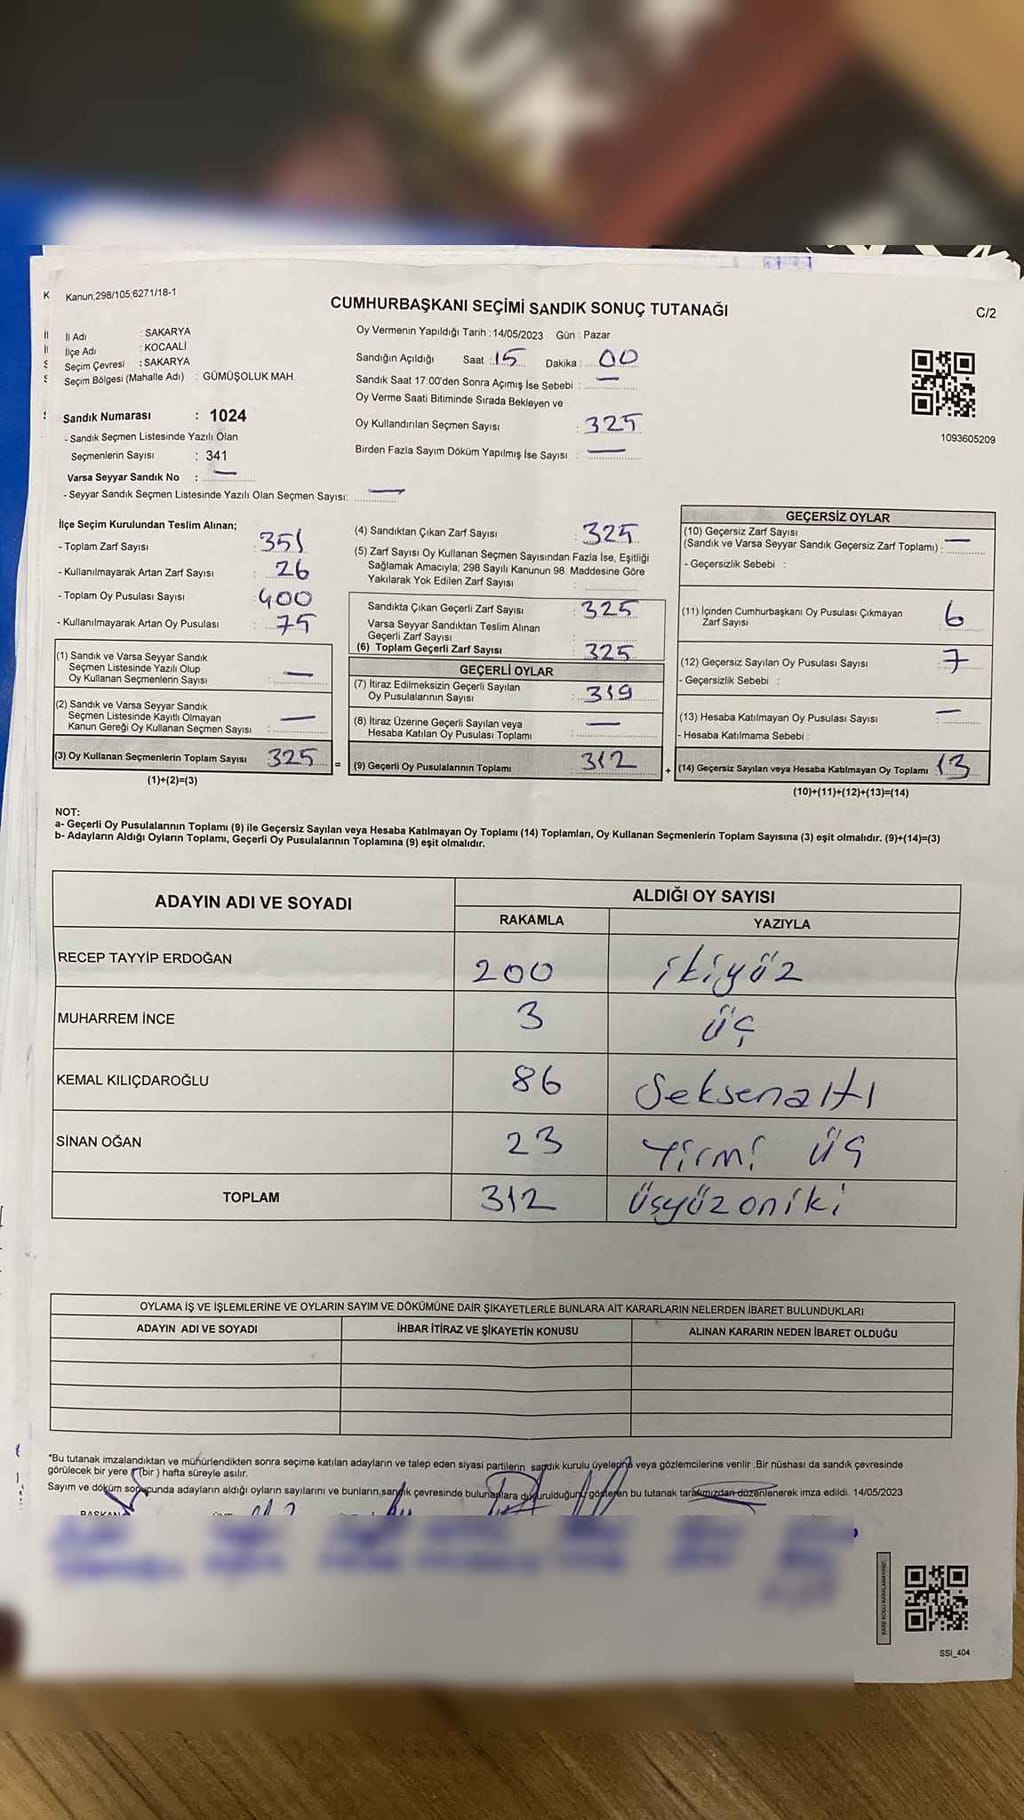 Kanun;298/105;6271/18-1
CUMHURBAŞKANI SEÇİMİ SANDIK SONUÇ TUTANAĞI
C/2
İl Adı : SAKARYA
İlçe Adı : KOCAALİ
Seçim Çevresi : SAKARYA
Seçim Bölgesi (Mahalle Adı) : GÜMÜŞOLUK MAH.
Sandık Numarası : 1024
- Sandık Seçmen Listesinde Yazılı Olan
Seçmenlerin Sayısı : 341
Varsa Seyyar Sandık No : —
- Seyyar Sandık Seçmen Listesinde Yazılı Olan Seçmen Sayısı: —
Oy Vermenin Yapıldığı Tarih : 14/05/2023 Gün : Pazar
Sandığın Açıldığı Saat : 15 Dakika : 00
Sandık Saat 17:00'den Sonra Açımış İse Sebebi : —
Oy Verme Saati Bitiminde Sırada Bekleyen ve
Oy Kullandırılan Seçmen Sayısı : 325
Birden Fazla Sayım Döküm Yapılmış İse Sayısı : —
1093605209
İlçe Seçim Kurulundan Teslim Alınan;
- Toplam Zarf Sayısı : 351
- Kullanılmayarak Artan Zarf Sayısı : 26
- Toplam Oy Pusulası Sayısı : 400
- Kullanılmayarak Artan Oy Pusulası : 75
(1) Sandık ve Varsa Seyyar Sandık
Seçmen Listesinde Yazılı Olup
Oy Kullanan Seçmenlerin Sayısı : —
(2) Sandık ve Varsa Seyyar Sandık
Seçmen Listesinde Kayıtlı Olmayan
Kanun Gereği Oy Kullanan Seçmen Sayısı : —
(3) Oy Kullanan Seçmenlerin Toplam Sayısı 325
(1)+(2)=(3)
(4) Sandıktan Çıkan Zarf Sayısı : 325
(5) Zarf Sayısı Oy Kullanan Seçmen Sayısından Fazla İse, Eşitliği
Sağlamak Amacıyla; 298 Sayılı Kanunun 98. Maddesine Göre
Yakılarak Yok Edilen Zarf Sayısı :
Sandıkta Çıkan Geçerli Zarf Sayısı : 325
Varsa Seyyar Sandıktan Teslim Alınan
Geçerli Zarf Sayısı :
(6) Toplam Geçerli Zarf Sayısı : 325
GEÇERLİ OYLAR
(7) İtiraz Edilmeksizin Geçerli Sayılan
Oy Pusulalarının Sayısı : 319
(8) İtiraz Üzerine Geçerli Sayılan veya
Hesaba Katılan Oy Pusulası Toplamı : —
= (9) Geçerli Oy Pusulalarının Toplamı : 312
GEÇERSİZ OYLAR
(10) Geçersiz Zarf Sayısı
(Sandık ve Varsa Seyyar Sandık Geçersiz Zarf Toplamı) : —
- Geçersizlik Sebebi :
(11) İçinden Cumhurbaşkanı Oy Pusulası Çıkmayan
Zarf Sayısı : 6
(12) Geçersiz Sayılan Oy Pusulası Sayısı : 7
- Geçersizlik Sebebi :
(13) Hesaba Katılmayan Oy Pusulası Sayısı : —
- Hesaba Katılmama Sebebi :
+ (14) Geçersiz Sayılan veya Hesaba Katılmayan Oy Toplamı : 13
(10)+(11)+(12)+(13)=(14)
NOT:
a- Geçerli Oy Pusulalarının Toplamı (9) ile Geçersiz Sayılan veya Hesaba Katılmayan Oy Toplamı (14) Toplamları, Oy Kullanan Seçmenlerin Toplam Sayısına (3) eşit olmalıdır. (9)+(14)=(3)
b- Adayların Aldığı Oyların Toplamı, Geçerli Oy Pusulalarının Toplamına (9) eşit olmalıdır.
ADAYIN ADI VE SOYADI ALDIĞI OY SAYISI
RAKAMLA YAZIYLA
RECEP TAYYİP ERDOĞAN 200 ikiyüz
MUHARREM İNCE 3 üç
KEMAL KILIÇDAROĞLU 86 Seksenaltı
SİNAN OĞAN 23 Yirmi üç
TOPLAM 312 Üçyüzoniki
OYLAMA İŞ VE İŞLEMLERİNE VE OYLARIN SAYIM VE DÖKÜMÜNE DAİR ŞİKAYETLERLE BUNLARA AİT KARARLARIN NELERDEN İBARET BULUNDUKLARI
ADAYIN ADI VE SOYADI İHBAR İTİRAZ VE ŞİKAYETİN KONUSU ALINAN KARARIN NEDEN İBARET OLDUĞU
*Bu tutanak imzalandıktan ve mühürlendikten sonra seçime katılan adayların ve talep eden siyasi partilerin sandık kurulu üyelerine veya gözlemcilerine verilir. Bir nüshası da sandık çevresinde
görülecek bir yere 1 (bir) hafta süreyle asılır.
Sayım ve döküm sonucunda adayların aldığı oyların sayılarını ve bunların sandık çevresinde bulunanlara duyurulduğunu gösteren bu tutanak tarafımızdan düzenlenerek imza edildi. 14/05/2023
BAŞKAN
SSİ_404